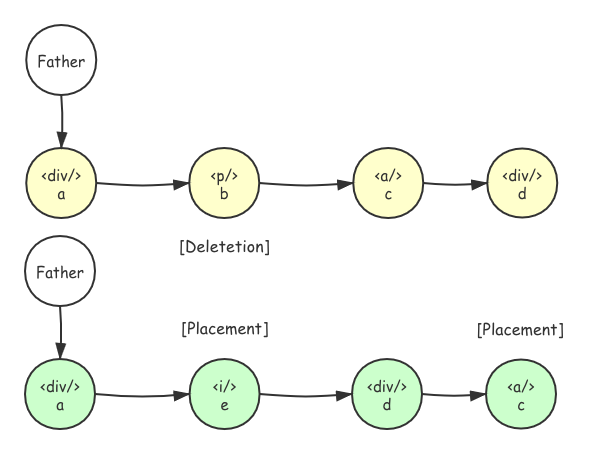 Father
<div/>
a
<p/>
b
<a/>
c
<div/>
d
[Deletetion]
Father
[Placement]
[Placement]
<div/>
a
<i/>
e
<div/>
d
<a/>
c